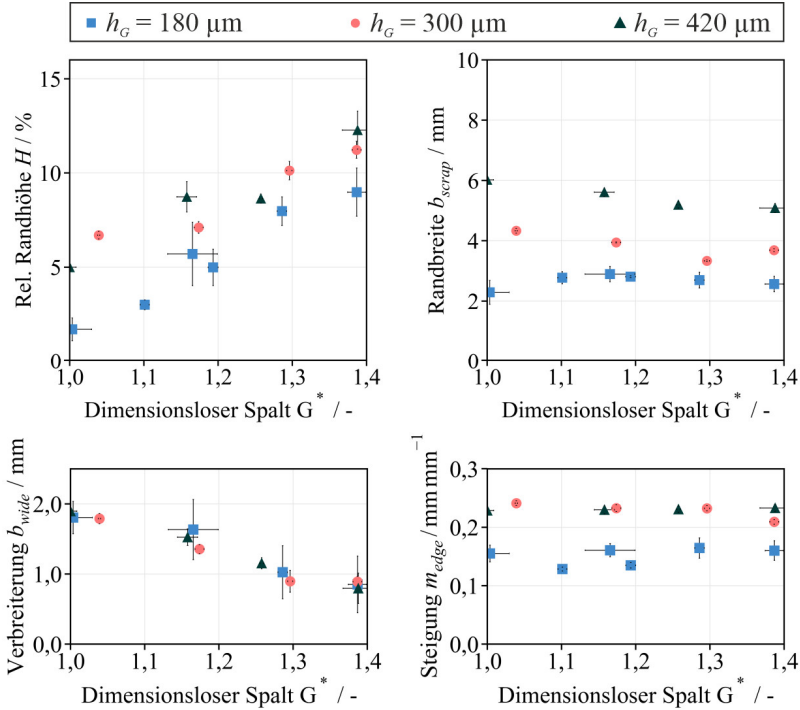 h_G = 180 µm h_G = 300 µm h_G = 420 µm
Rel. Randhöhe H / %
15
10
5
0
1,0 1,1 1,2 1,3 1,4
Dimensionsloser Spalt G* / -
Randbreite b_scrap / mm
10
8
6
4
2
0
1,0 1,1 1,2 1,3 1,4
Dimensionsloser Spalt G* / -
Verbreiterung b_wide / mm
2,0
1,0
0,0
1,0 1,1 1,2 1,3 1,4
Dimensionsloser Spalt G* / -
Steigung m_edge / mm mm⁻¹
0,3
0,2
0,1
0,0
1,0 1,1 1,2 1,3 1,4
Dimensionsloser Spalt G* / -